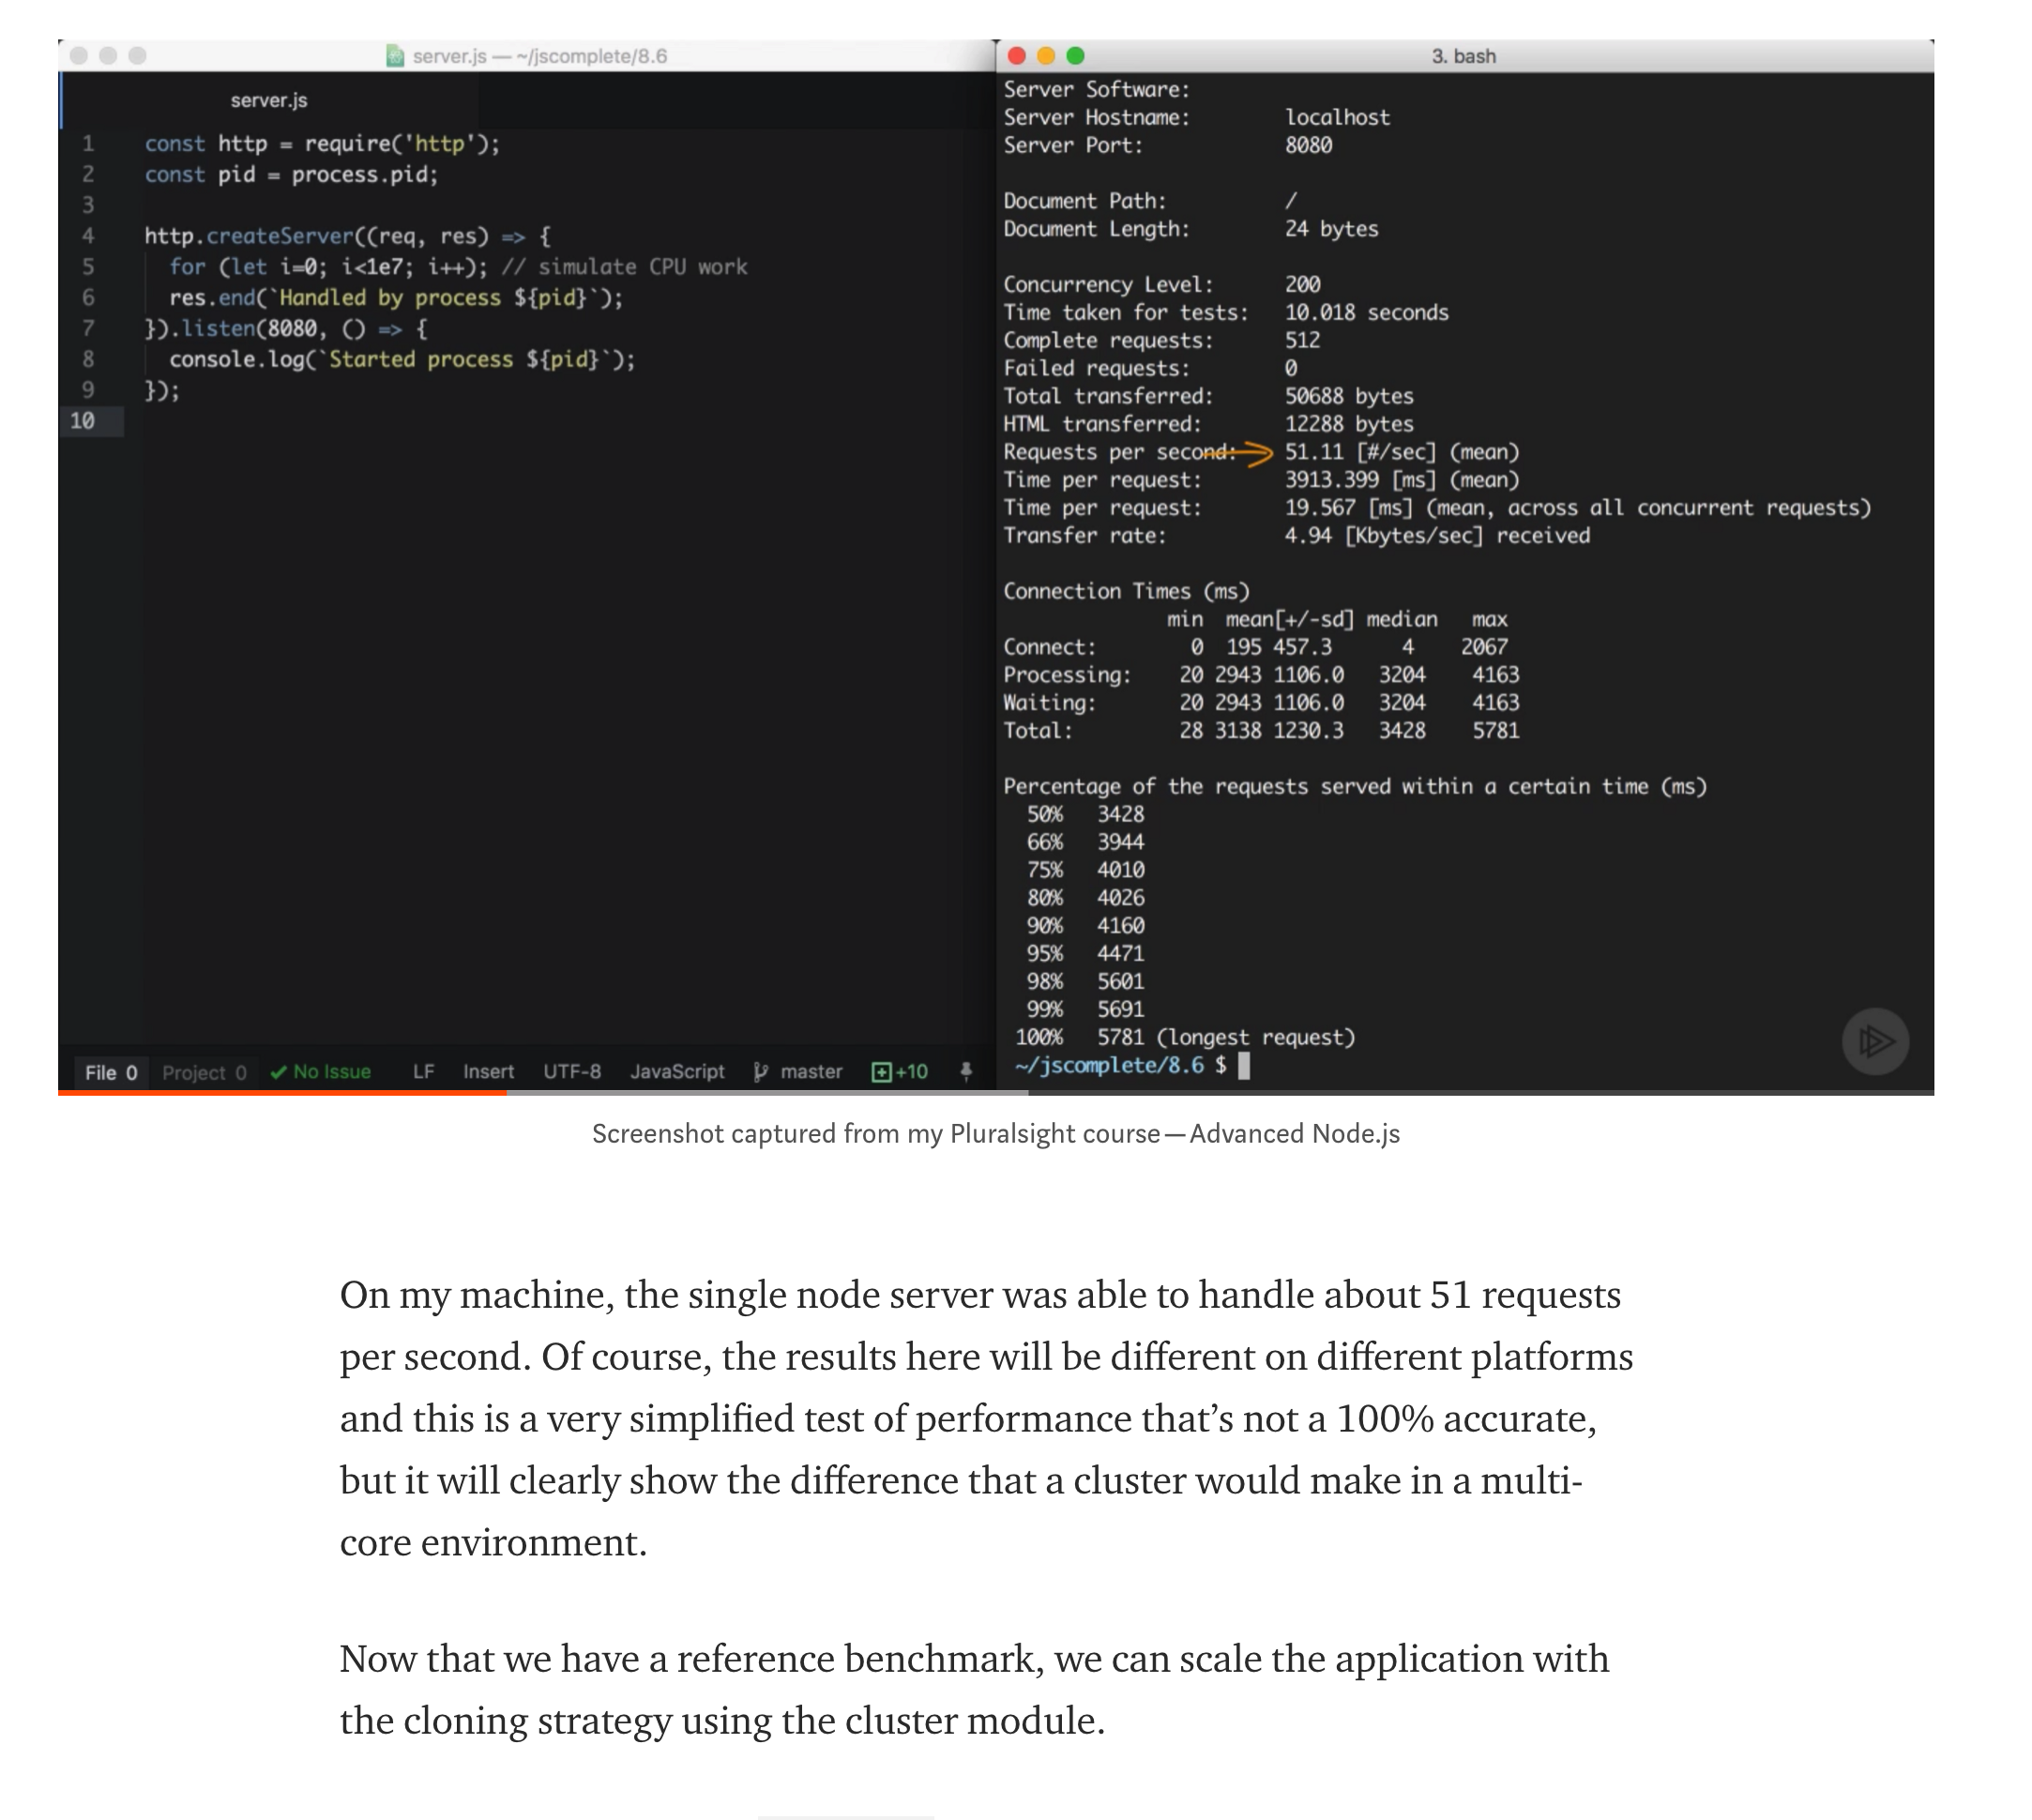 server.js — ~/jscomplete/8.6
server.js
1 const http = require('http');
2 const pid = process.pid;
3
4 http.createServer((req, res) => {
5 for (let i=0; i<1e7; i++); // simulate CPU work
6 res.end(`Handled by process ${pid}`);
7 }).listen(8080, () => {
8 console.log(`Started process ${pid}`);
9 });
10
File 0 Project 0 No Issue LF Insert UTF-8 JavaScript master +10
3. bash
Server Software:
Server Hostname: localhost
Server Port: 8080
Document Path: /
Document Length: 24 bytes
Concurrency Level: 200
Time taken for tests: 10.018 seconds
Complete requests: 512
Failed requests: 0
Total transferred: 50688 bytes
HTML transferred: 12288 bytes
Requests per second: 51.11 [#/sec] (mean)
Time per request: 3913.399 [ms] (mean)
Time per request: 19.567 [ms] (mean, across all concurrent requests)
Transfer rate: 4.94 [Kbytes/sec] received
Connection Times (ms)
min mean[+/-sd] median max
Connect: 0 195 457.3 4 2067
Processing: 20 2943 1106.0 3204 4163
Waiting: 20 2943 1106.0 3204 4163
Total: 28 3138 1230.3 3428 5781
Percentage of the requests served within a certain time (ms)
50% 3428
66% 3944
75% 4010
80% 4026
90% 4160
95% 4471
98% 5601
99% 5691
100% 5781 (longest request)
~/jscomplete/8.6 $
Screenshot captured from my Pluralsight course — Advanced Node.js
On my machine, the single node server was able to handle about 51 requests
per second. Of course, the results here will be different on different platforms
and this is a very simplified test of performance that’s not a 100% accurate,
but it will clearly show the difference that a cluster would make in a multi-
core environment.
Now that we have a reference benchmark, we can scale the application with
the cloning strategy using the cluster module.